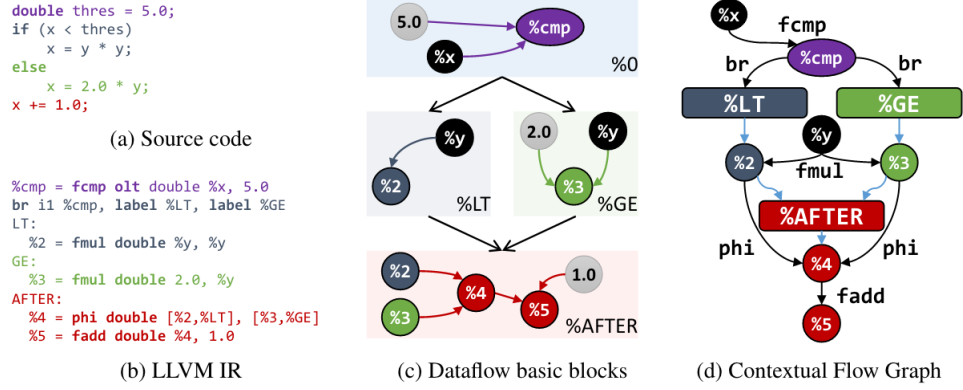 double thres = 5.0;
if (x < thres)
x = y * y;
else
x = 2.0 * y;
x += 1.0;
(a) Source code
%cmp = fcmp olt double %x, 5.0
br i1 %cmp, label %LT, label %GE
LT:
%2 = fmul double %y, %y
GE:
%3 = fmul double 2.0, %y
AFTER:
%4 = phi double [%2,%LT], [%3,%GE]
%5 = fadd double %4, 1.0
(b) LLVM IR
5.0
%cmp
%x
%0
%y
%2
%LT
2.0
%y
%3
%GE
%2
%4
1.0
%3
%5
%AFTER
(c) Dataflow basic blocks
%x
fcmp
%cmp
br
br
%LT
%GE
%y
%2
%3
fmul
%AFTER
phi
phi
%4
fadd
%5
(d) Contextual Flow Graph